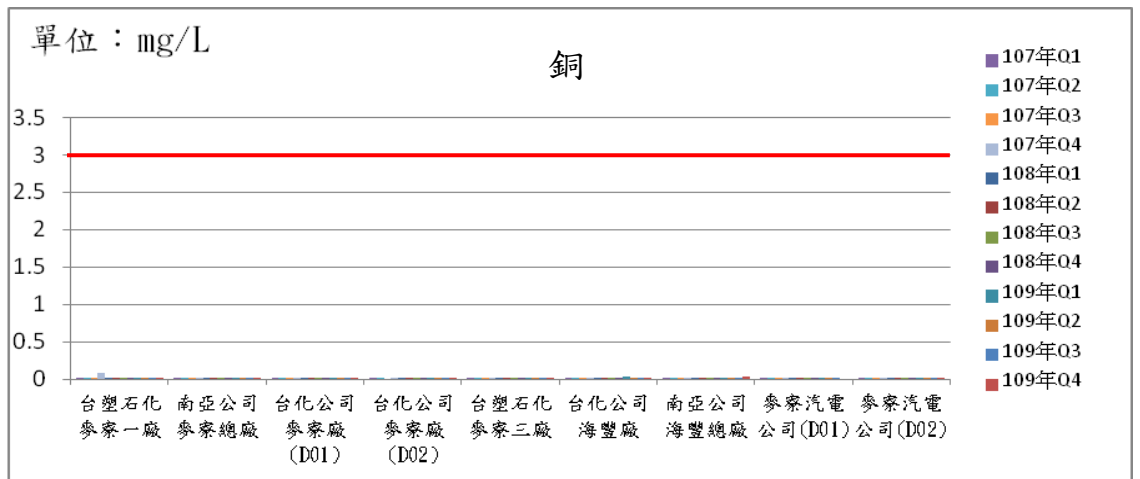 單位：mg/L
銅
3.5
3
2.5
2
1.5
1
0.5
0
台塑石化
麥寮一廠
南亞公司
麥寮總廠
台化公司
麥寮廠
(D01)
台化公司
麥寮廠
(D02)
台塑石化
麥寮三廠
台化公司
海豐廠
南亞公司
海豐總廠
麥寮汽電
公司(D01)
麥寮汽電
公司(D02)
107年Q1
107年Q2
107年Q3
107年Q4
108年Q1
108年Q2
108年Q3
108年Q4
109年Q1
109年Q2
109年Q3
109年Q4